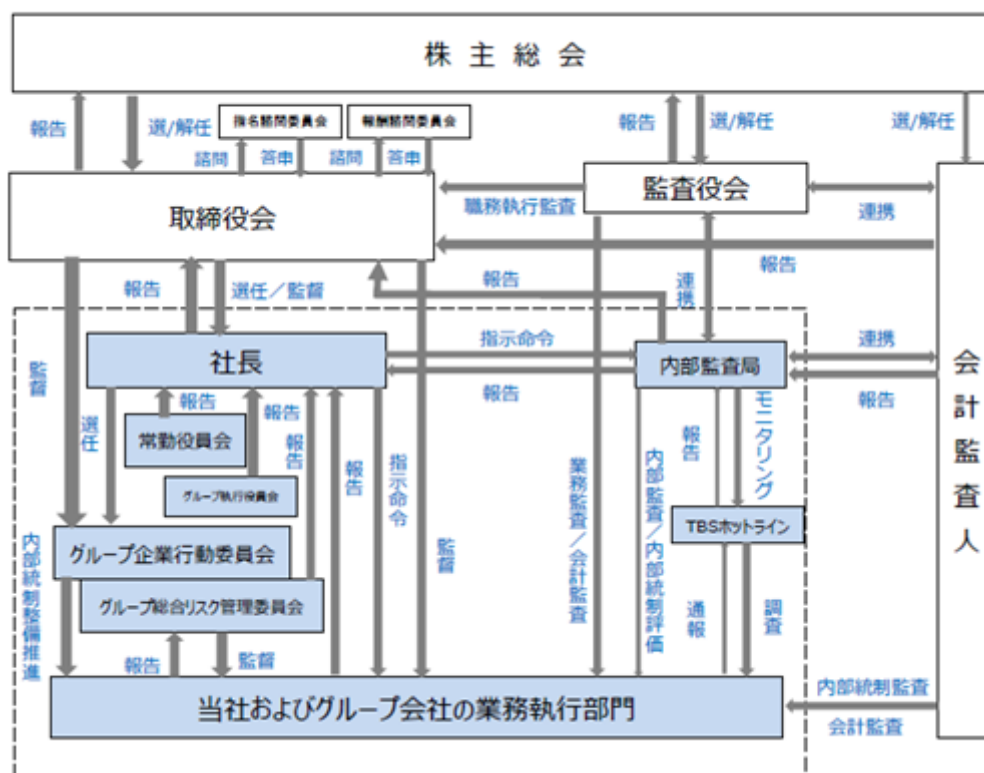 株主総会
報告
選/解任
指名諮問委員会
報酬諮問委員会
報告
選/解任
選/解任
諮問
答申
諮問
答申
取締役会
監査役会
職務執行監査
連携
報告
報告
選任／監督
報告
連携
社長
指示命令
内部監査局
連携
報告
報告
監督
選任
報告
常勤役員会
報告
グループ執行役員会
報告
報告
指示命令
監督
業務監査／会計監査
内部監査／内部統制評価
報告
モニタリング
TBSホットライン
会計監査人
グループ企業行動委員会
グループ総合リスク管理委員会
内部統制整備推進
報告
監督
通報
調査
当社およびグループ会社の業務執行部門
内部統制監査
会計監査